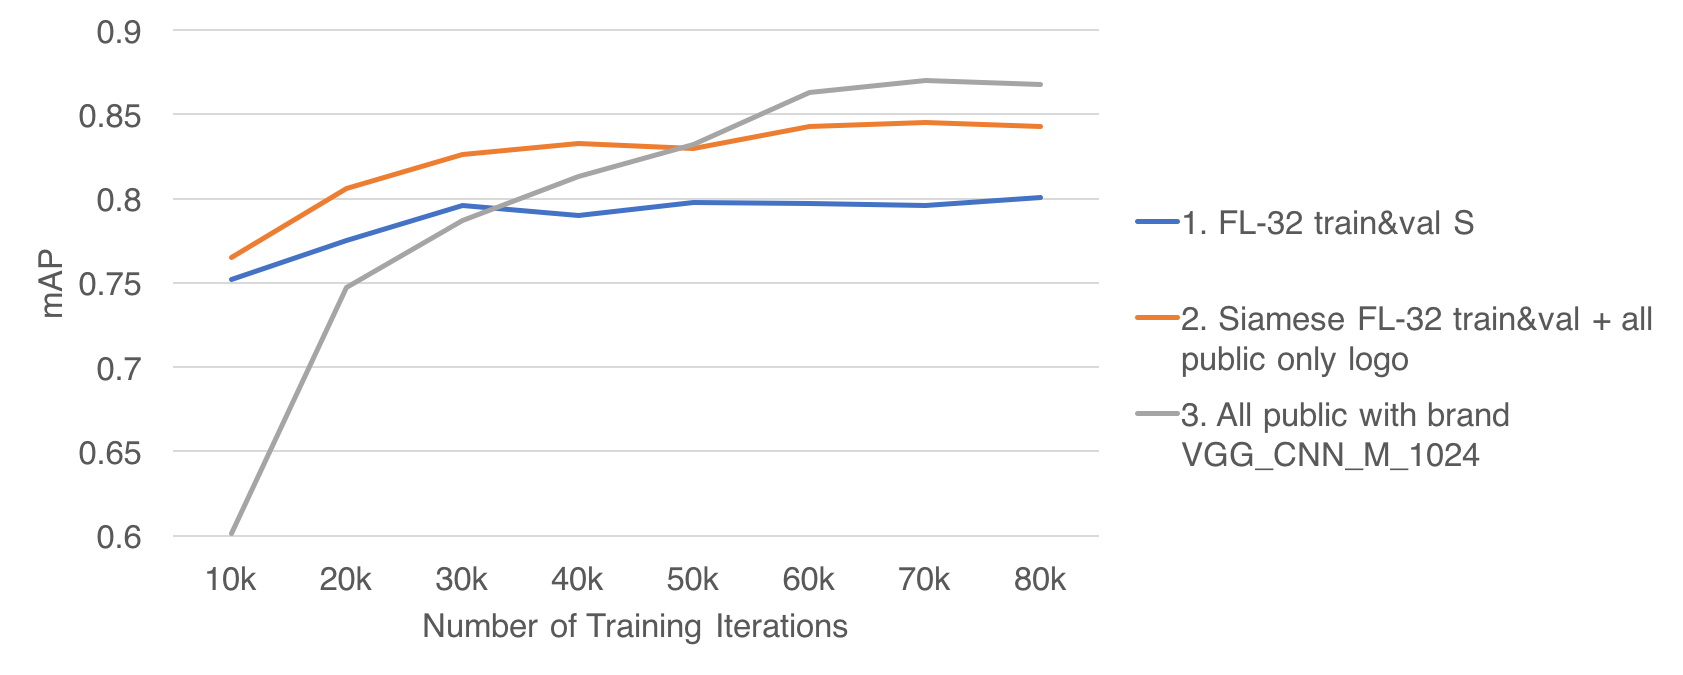 0.9
0.85
0.8
0.75
0.7
0.65
0.6
mAP
10k 20k 30k 40k 50k 60k 70k 80k
Number of Training Iterations
1. FL-32 train&val S
2. Siamese FL-32 train&val + all
public only logo
3. All public with brand
VGG_CNN_M_1024